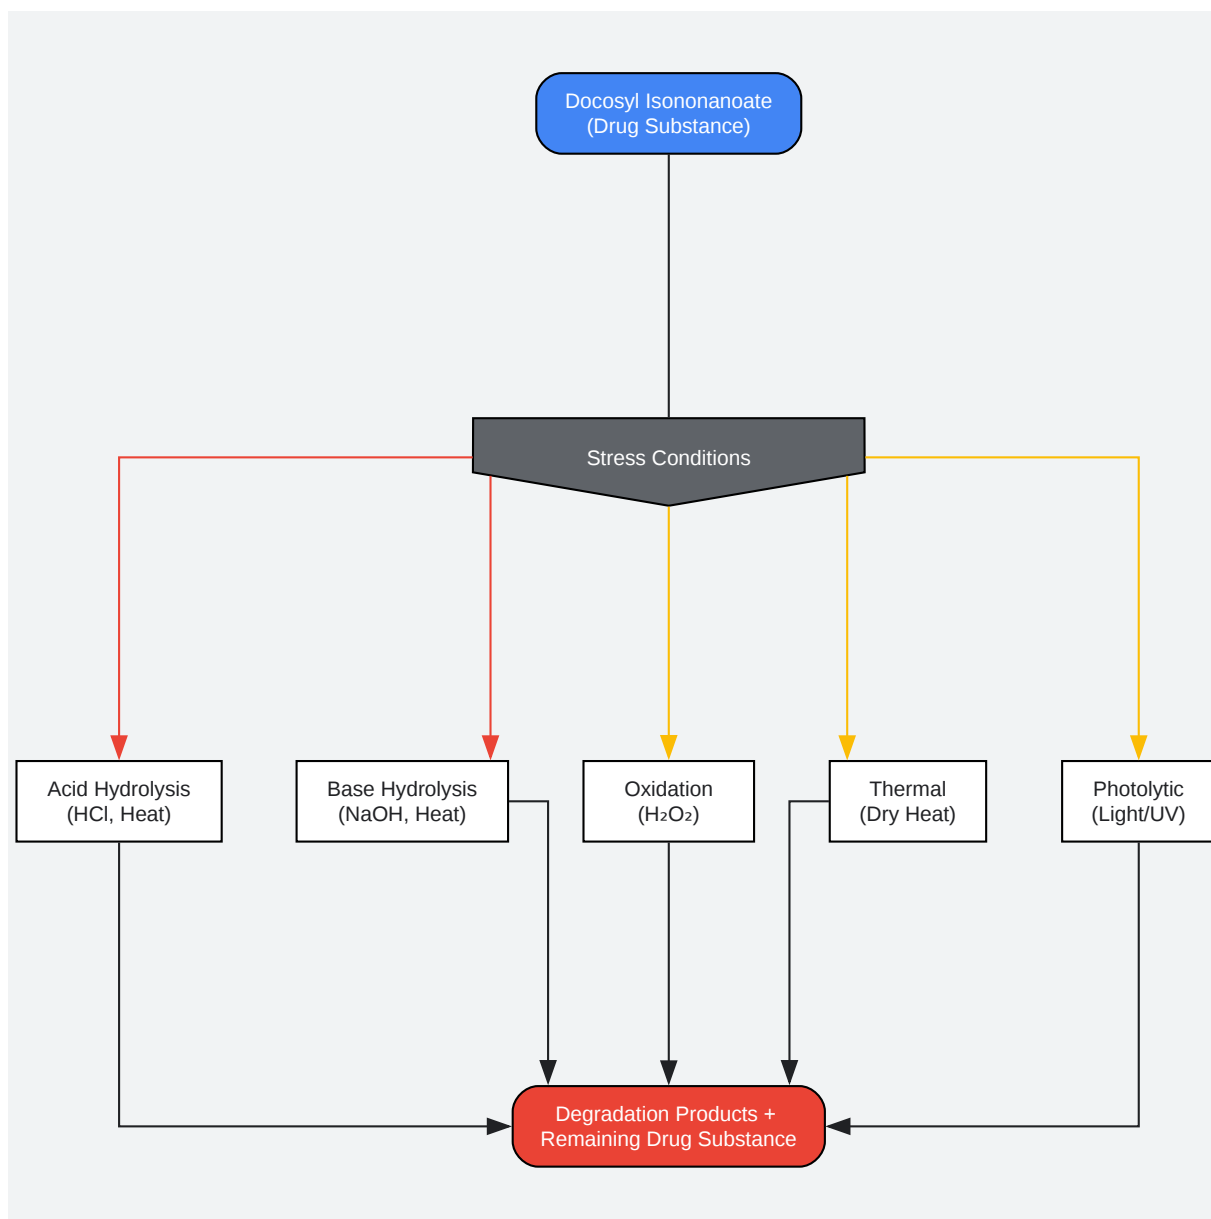 Docosyl Isononanoate
(Drug Substance)
Stress Conditions
Acid Hydrolysis
(HCl, Heat)
Base Hydrolysis
(NaOH, Heat)
Oxidation
(H₂O₂)
Thermal
(Dry Heat)
Photolytic
(Light/UV)
Degradation Products +
Remaining Drug Substance